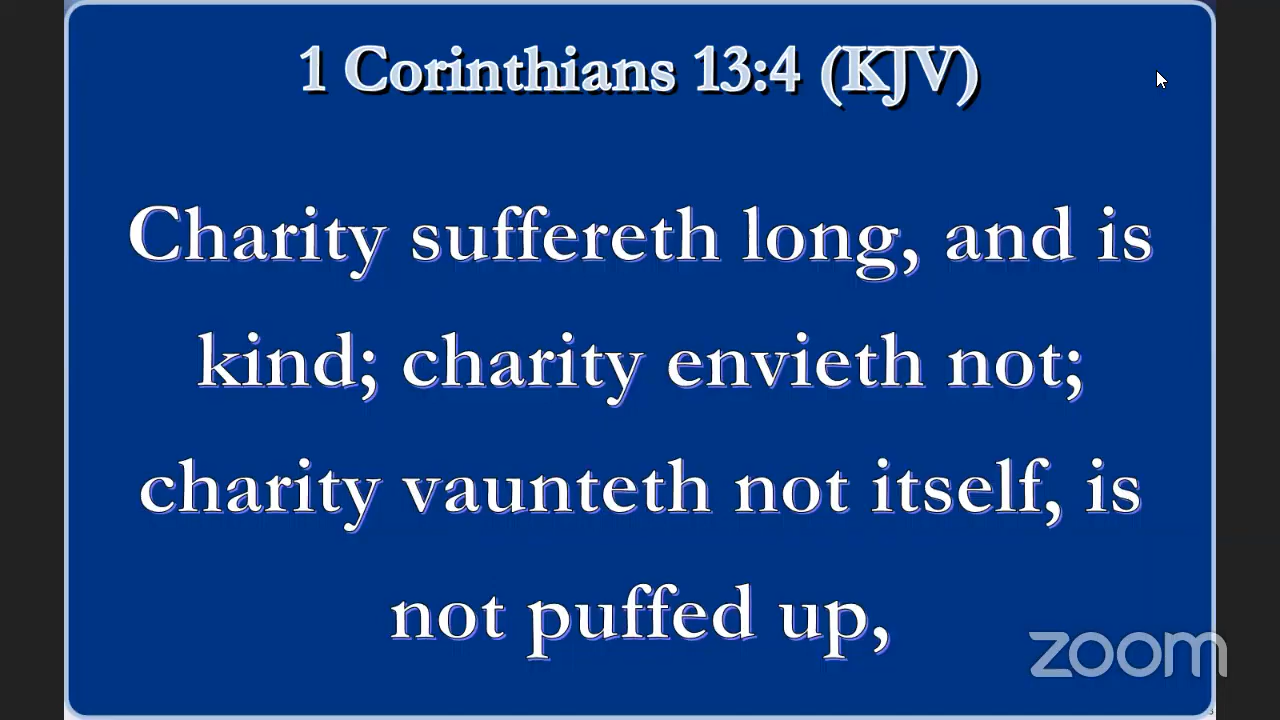 1 Corinthians 13:4 (KJV)
Charity suffereth long, and is
kind; charity envieth not;
charity vaunteth not itself, is
not puffed up,
zoom